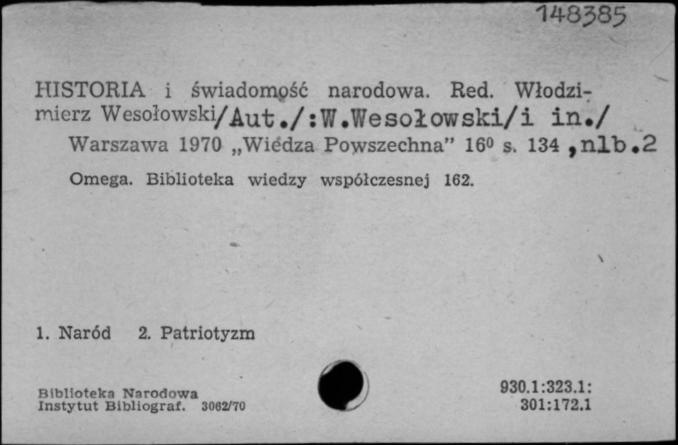 148385
HISTORIA i świadomość narodowa. Red. Włodzi-
mierz Wesołowski/Aut./:W.Wesołowski/i in./
Warszawa 1970 „Wiedza Powszechna” 16⁰ s. 134 ,nlb.2
Omega. Biblioteka wiedzy współczesnej 162.
1. Naród 2. Patriotyzm
Biblioteka Narodowa
Instytut Bibliograf. 3062/70
930.1:323.1:
301:172.1